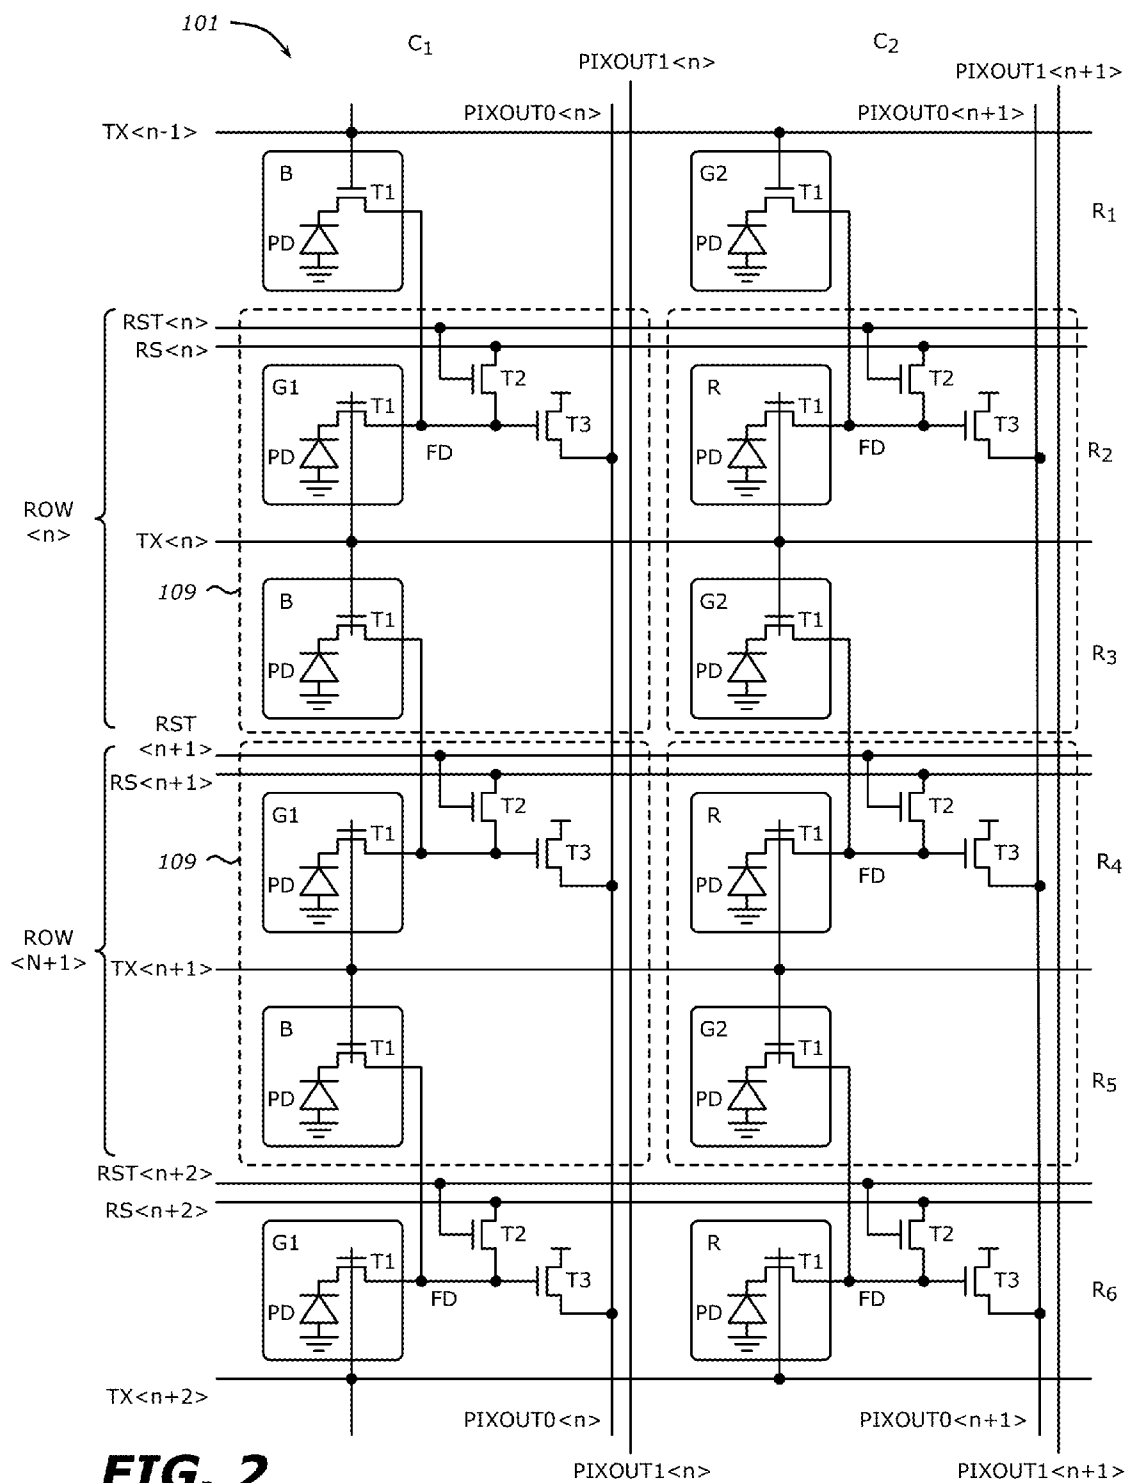 101
C1
C2
PIXOUT1<n>
PIXOUT1<n+1>
PIXOUT0<n>
PIXOUT0<n+1>
TX<n-1>
B
T1
PD
G2
T1
PD
R1
RST<n>
RS<n>
G1
T1
PD
FD
T2
T3
R
T1
PD
FD
T2
T3
R2
ROW
<n>
TX<n>
109
B
T1
PD
G2
T1
PD
R3
RST
<n+1>
RS<n+1>
G1
T1
PD
T2
T3
R
T1
PD
FD
T2
T3
R4
109
ROW
<N+1>
TX<n+1>
B
T1
PD
G2
T1
PD
R5
RST<n+2>
RS<n+2>
G1
T1
PD
FD
T2
T3
R
T1
PD
FD
T2
T3
R6
TX<n+2>
PIXOUT0<n>
PIXOUT0<n+1>
FIG. 2
PIXOUT1<n>
PIXOUT1<n+1>